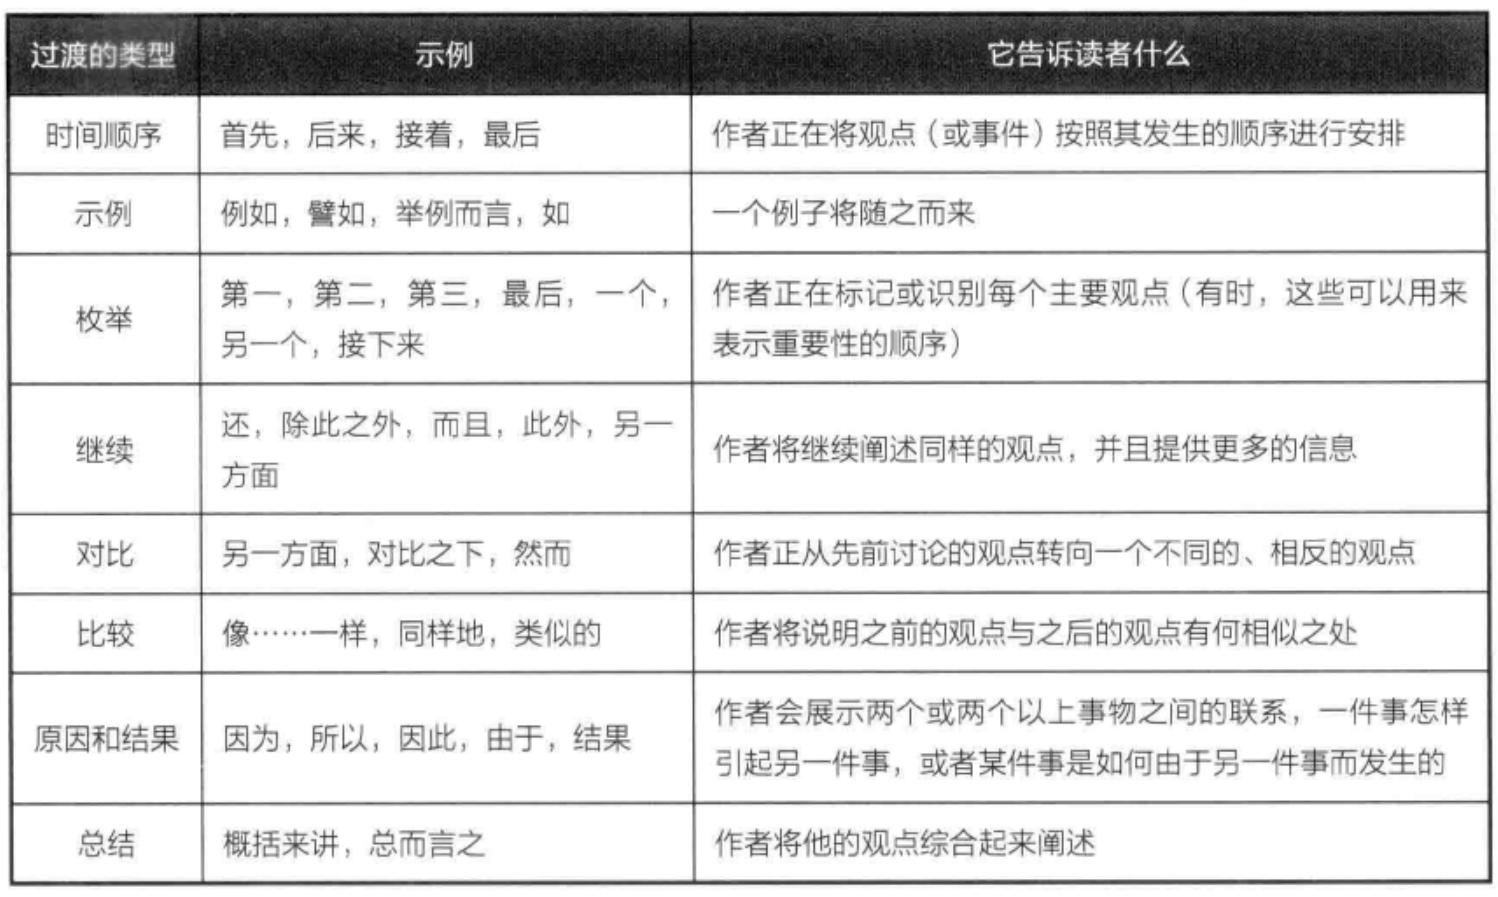 过渡的类型 示例 它告诉读者什么
时间顺序 首先，后来，接着，最后 作者正在将观点（或事件）按照其发生的顺序进行安排
示例 例如，譬如，举例而言，如 一个例子将随之而来
枚举 第一，第二，第三，最后，一个，
另一个，接下来
作者正在标记或识别每个主要观点（有时，这些可以用来
表示重要性的顺序）
继续 还，除此之外，而且，此外，另一
方面
作者将继续阐述同样的观点，并且提供更多的信息
对比 另一方面，对比之下，然而 作者正从先前讨论的观点转向一个不同的、相反的观点
比较 像……一样，同样地，类似的 作者将说明之前的观点与之后的观点有何相似之处
原因和结果 因为，所以，因此，由于，结果 作者会展示两个或两个以上事物之间的联系，一件事怎样
引起另一件事，或者某件事是如何由于另一件事而发生的
总结 概括来讲，总而言之 作者将他的观点综合起来阐述